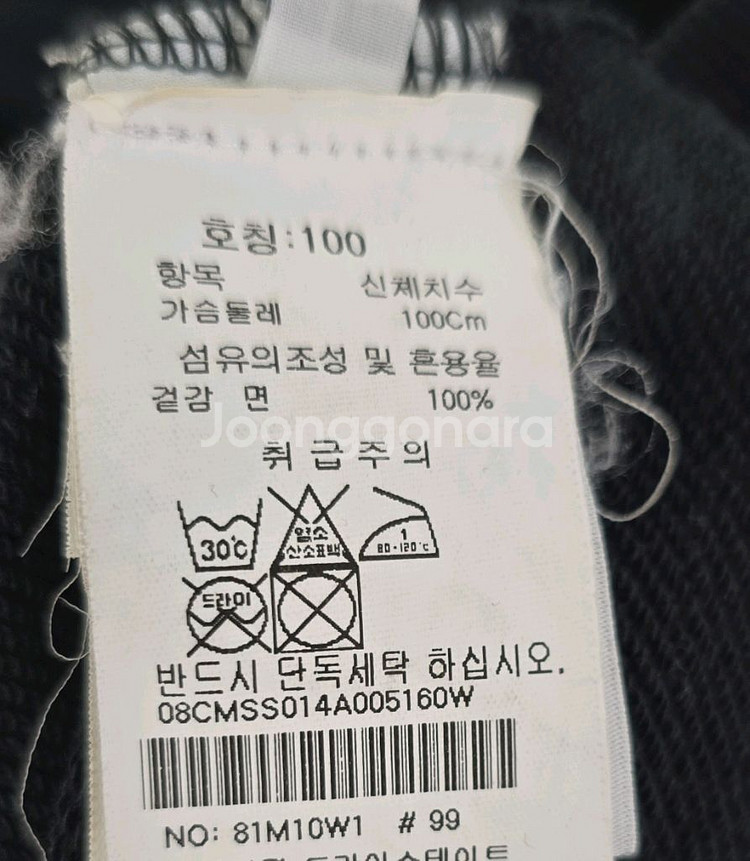 호칭:100
항목 신체치수
가슴둘레 100Cm
섬유의조성 및 혼용율
겉감 면 100%
Joonggonara
취급주의
30℃
염소
산소표백
1
80-120℃
드라이
반드시 단독세탁 하십시오.
08CMSS014A005160W
NO: 81M10W1 # 99